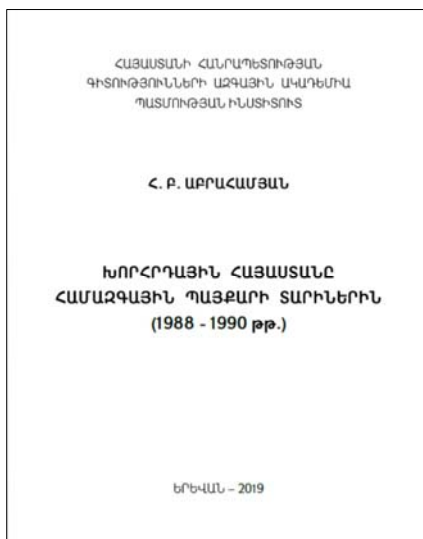 ՀԱՅԱՍՏԱՆԻ ՀԱՆՐԱՊԵՏՈՒԹՅԱՆ
ԳԻՏՈՒԹՅՈՒՆՆԵՐԻ ԱԶԳԱՅԻՆ ԱԿԱԴԵՄԻԱ
ՊԱՏՄՈՒԹՅԱՆ ԻՆՍՏԻՏՈՒՏ
Հ. Բ. ԱԲՐԱՀԱՄՅԱՆ
ԽՈՐՀՐԴԱՅԻՆ ՀԱՅԱՍՏԱՆԸ
ՀԱՄԱԶԳԱՅԻՆ ՊԱՅՔԱՐԻ ՏԱՐԻՆԵՐԻՆ
(1988 - 1990 թթ.)
ԵՐԵՎԱՆ – 2019